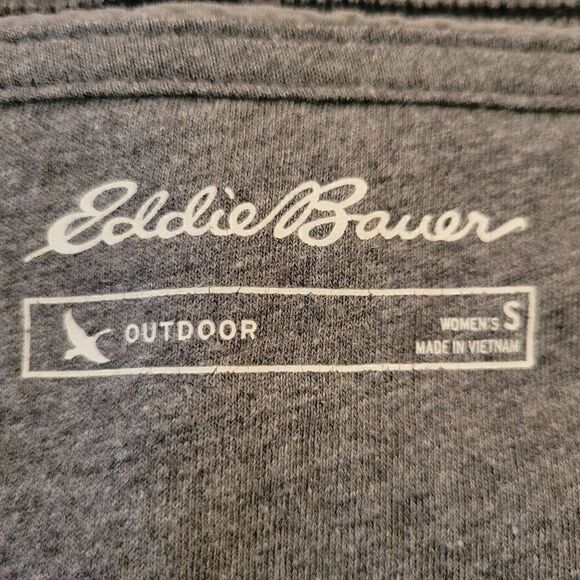 Eddie Bauer
OUTDOOR
WOMEN'S S
MADE IN VIETNAM